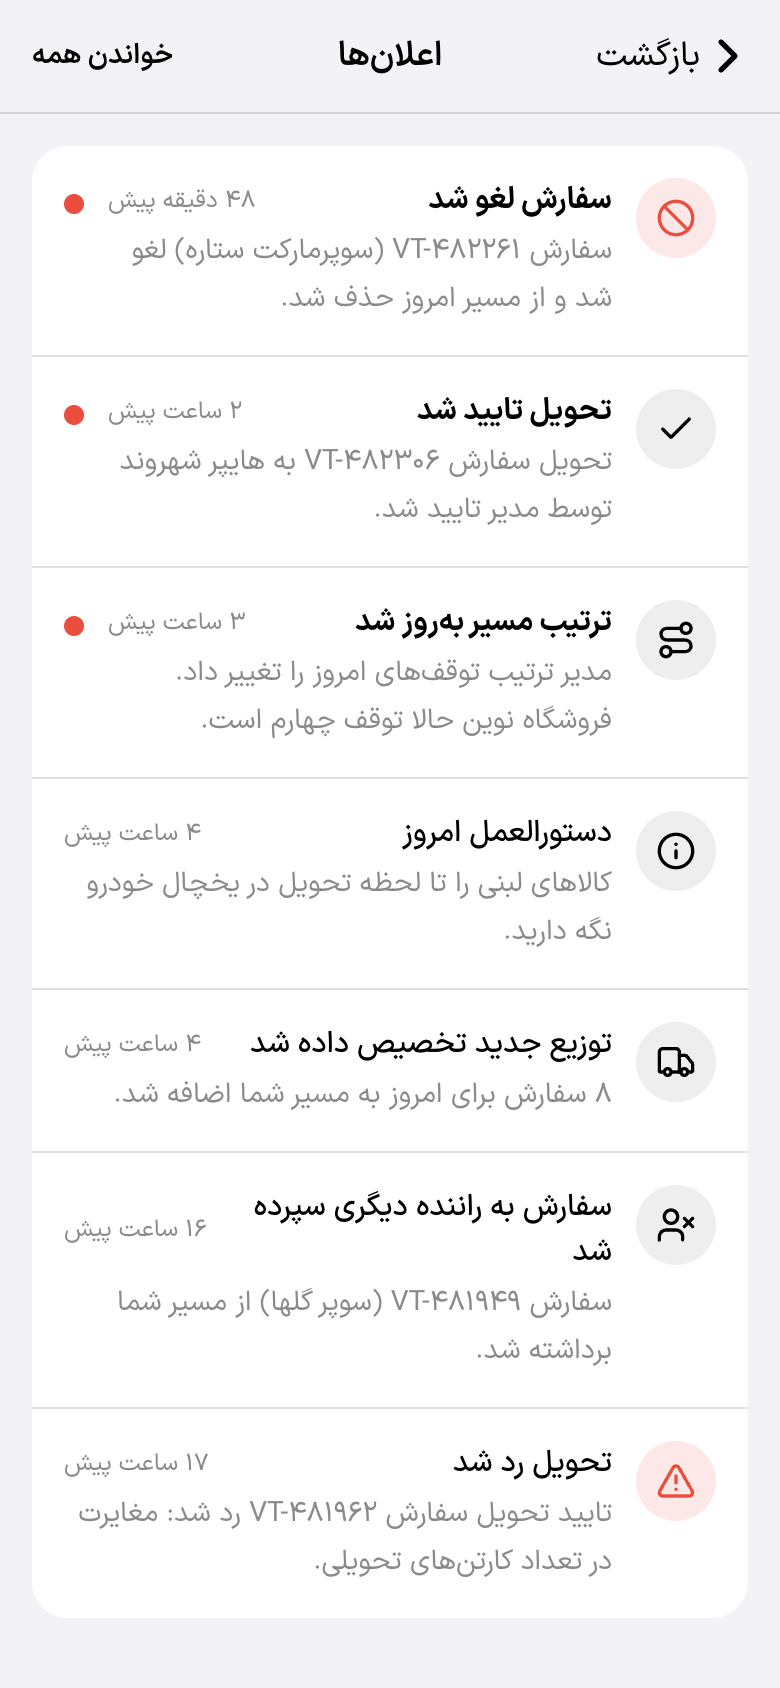 بازگشت
اعلان‌ها
خواندن همه
سفارش لغو شد
۴۸ دقیقه پیش
سفارش VT-۴۸۲۲۶۱ (سوپرمارکت ستاره) لغو
شد و از مسیر امروز حذف شد.
تحویل تایید شد
۲ ساعت پیش
تحویل سفارش VT-۴۸۲۳۰۶ به هایپر شهروند
توسط مدیر تایید شد.
ترتیب مسیر به‌روز شد
۳ ساعت پیش
مدیر ترتیب توقف‌های امروز را تغییر داد.
فروشگاه نوین حالا توقف چهارم است.
دستورالعمل امروز
۴ ساعت پیش
کالاهای لبنی را تا لحظه تحویل در یخچال خودرو
نگه دارید.
توزیع جدید تخصیص داده شد
۴ ساعت پیش
۸ سفارش برای امروز به مسیر شما اضافه شد.
سفارش به راننده دیگری سپرده
شد
۱۶ ساعت پیش
سفارش VT-۴۸۱۹۴۹ (سوپر گلها) از مسیر شما
برداشته شد.
تحویل رد شد
۱۷ ساعت پیش
تایید تحویل سفارش VT-۴۸۱۹۶۲ رد شد: مغایرت
در تعداد کارتن‌های تحویلی.